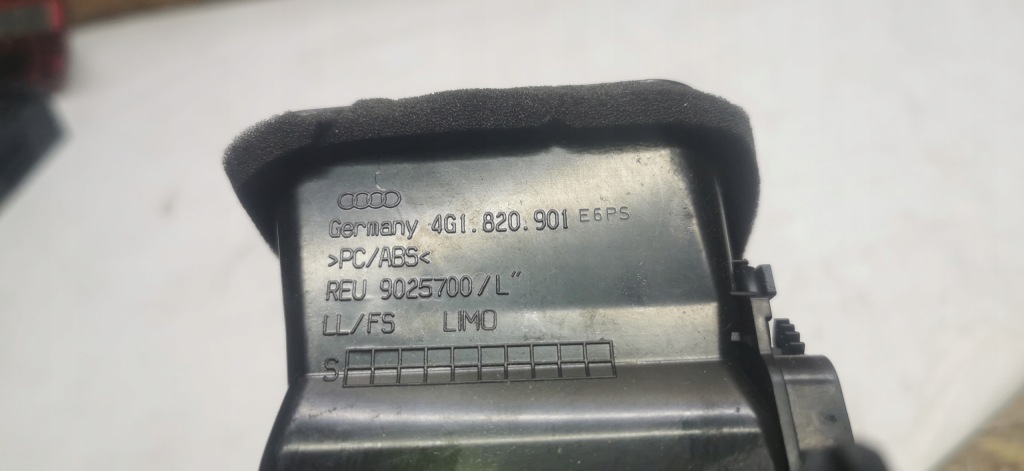 Germany 4G1.820.901 E6PS
>PC/ABS<
REU 9025700/L"
LL/FS LIMO
S